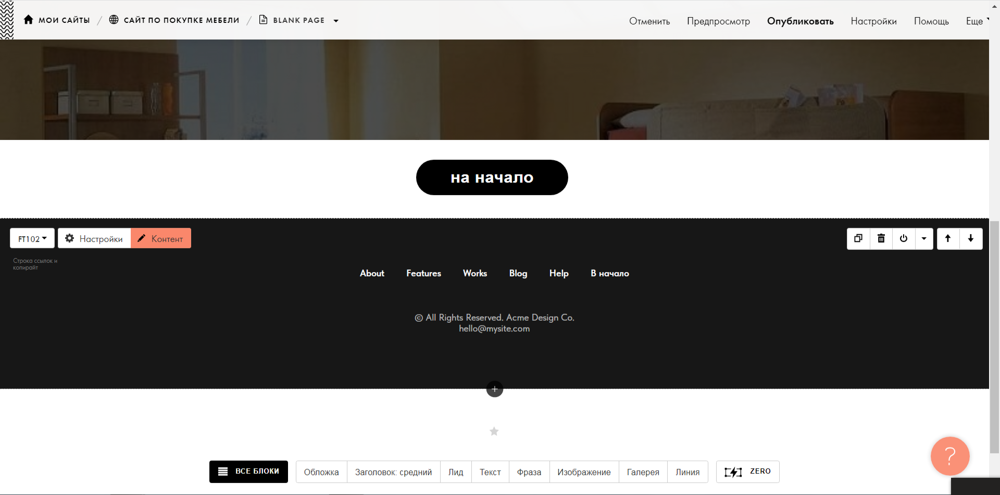 МОИ САЙТЫ / САЙТ ПО ПОКУПКЕ МЕБЕЛИ / BLANK PAGE
Отменить Предпросмотр Опубликовать Настройки Помощь Еще
на начало
FT102 Настройки Контент
Строка ссылок и
копирайт
About Features Works Blog Help В начало
© All Rights Reserved. Acme Design Co.
hello@mysite.com
+
ВСЕ БЛОКИ Обложка Заголовок: средний Лид Текст Фраза Изображение Галерея Линия ZERO
?